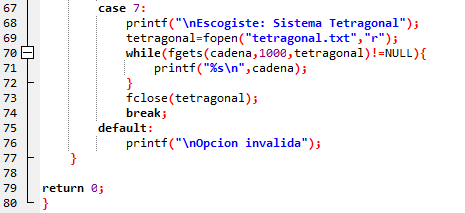 67 case 7:
68 printf("\nEscogiste: Sistema Tetragonal");
69 tetragonal=fopen("tetragonal.txt","r");
70 while(fgets(cadena,1000,tetragonal)!=NULL){
71 printf("%s\n",cadena);
72 }
73 fclose(tetragonal);
74 break;
75 default:
76 printf("\nOpcion invalida");
77 }
78
79 return 0;
80 }